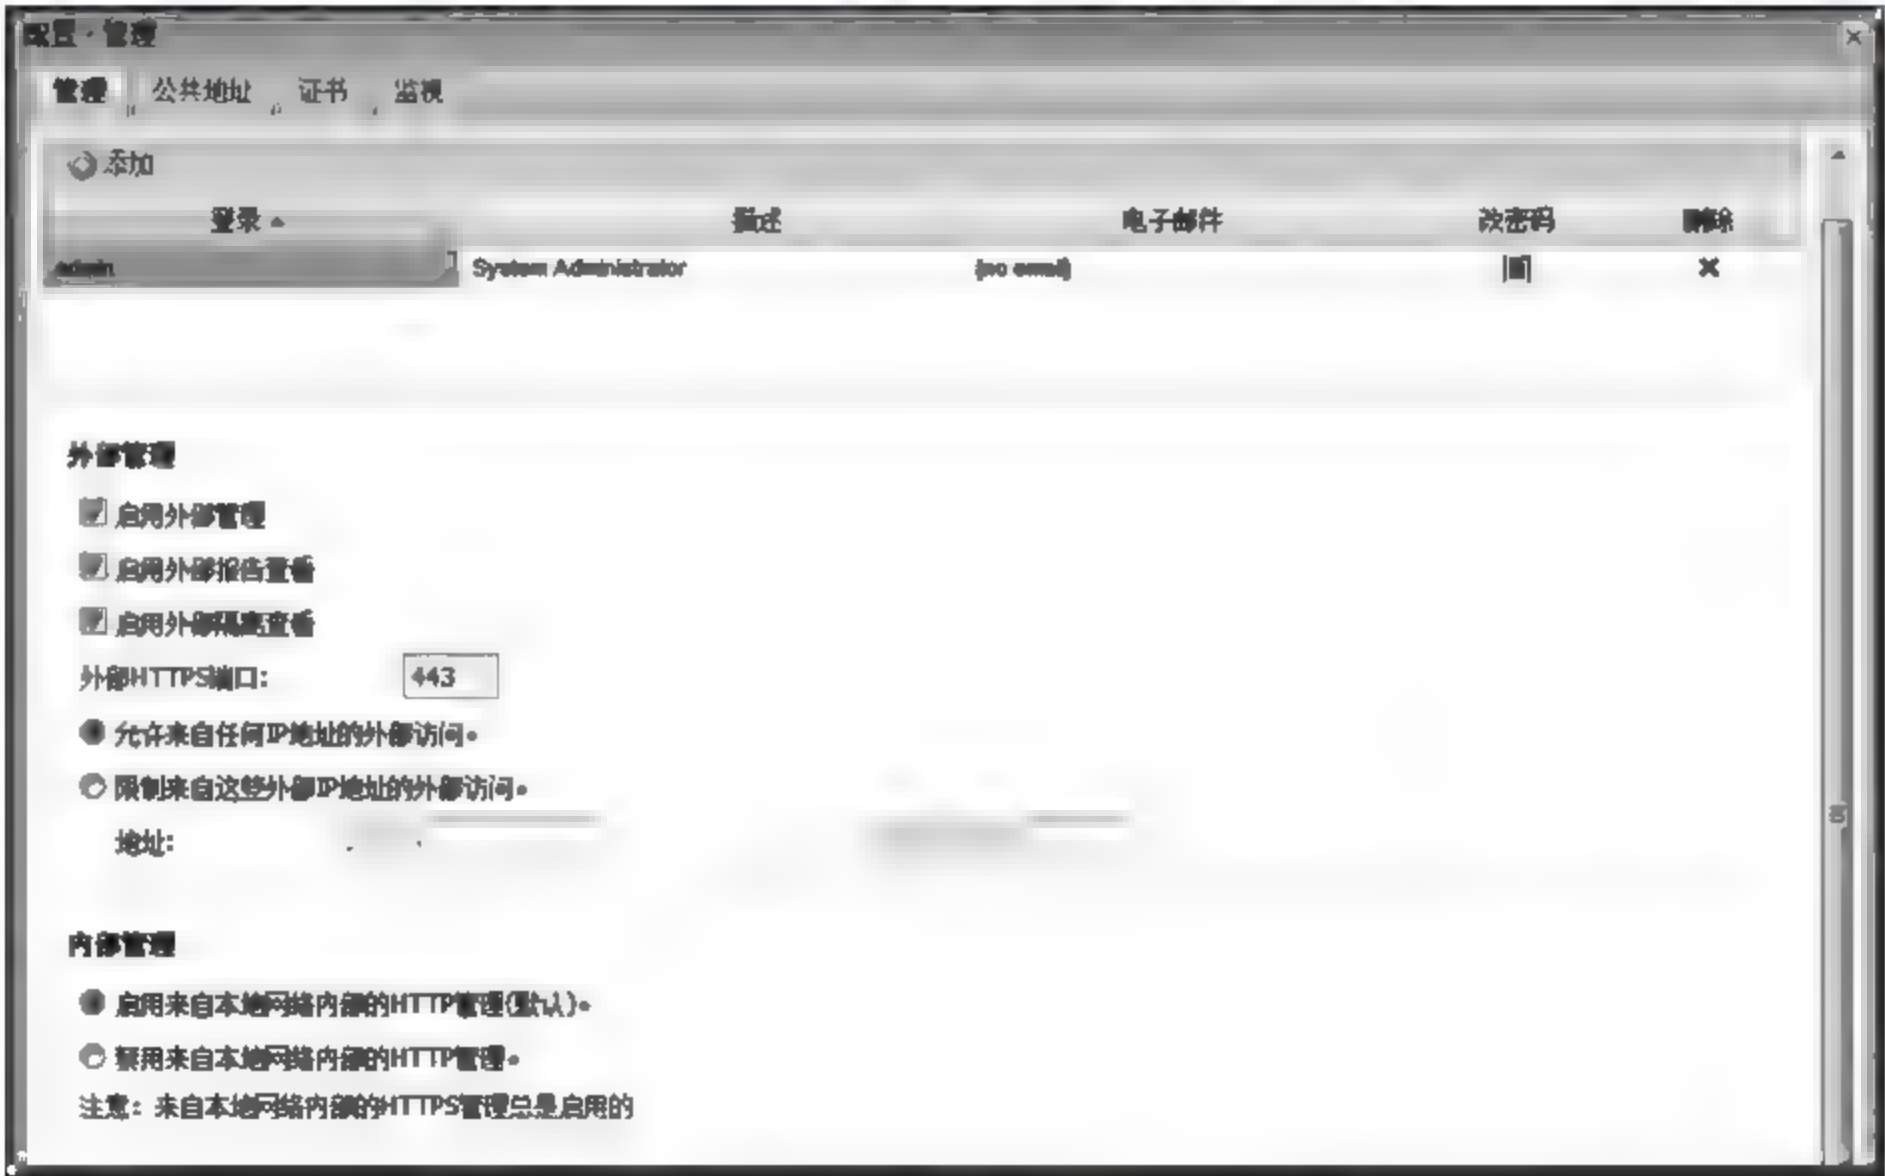 配置·管理
管理 公共地址 证书 监视
添加
登录 描述 电子邮件 改密码 删除
admin System Administrator (no email)
外部管理
启用外部管理
启用外部报告查看
启用外部隔离查看
外部HTTPS端口: 443
允许来自任何IP地址的外部访问。
限制来自这些外部IP地址的外部访问。
地址:
内部管理
启用来自本地网络内部的HTTP管理(默认)。
禁用来自本地网络内部的HTTP管理。
注意: 来自本地网络内部的HTTPS管理总是启用的